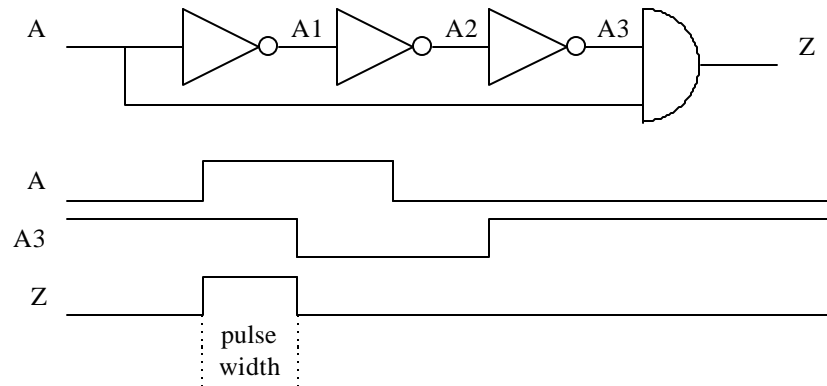 A A1 A2 A3 Z
A
A3
Z
pulse
width